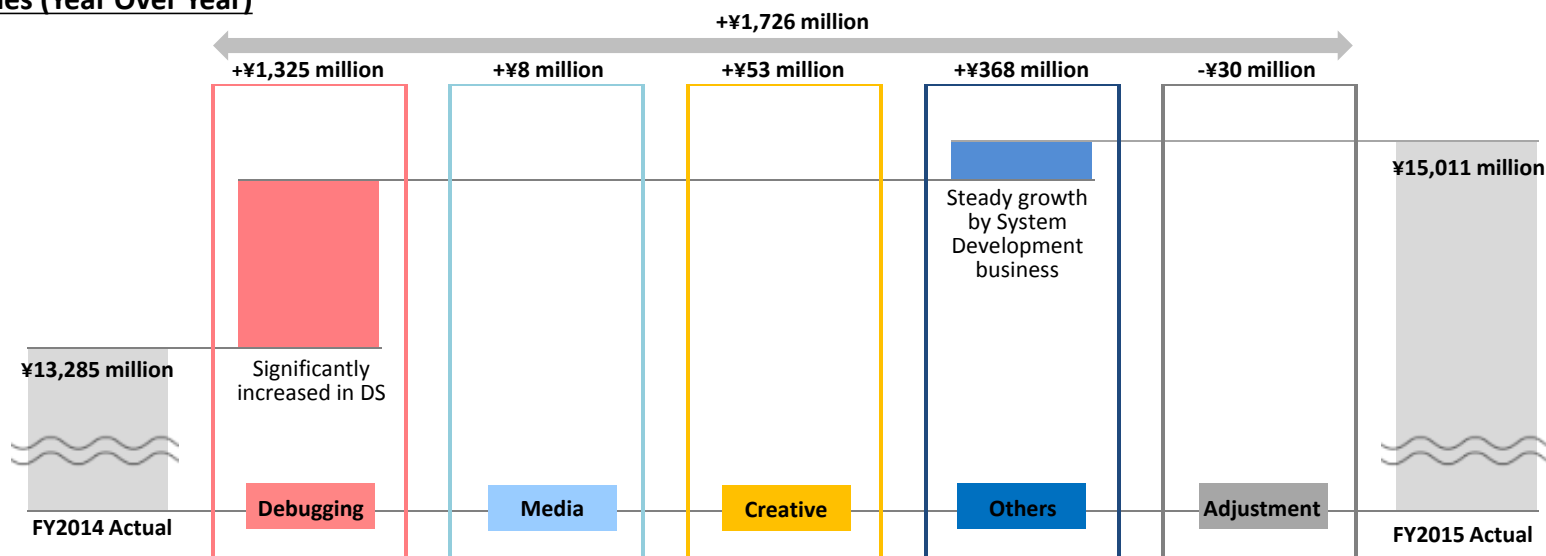 (Year Over Year)
+¥1,726 million
+¥1,325 million
+¥8 million
+¥53 million
+¥368 million
-¥30 million
¥15,011 million
Steady growth
by System
Development
business
¥13,285 million
Significantly
increased in DS
Debugging
Media
Creative
Others
Adjustment
FY2014 Actual
FY2015 Actual